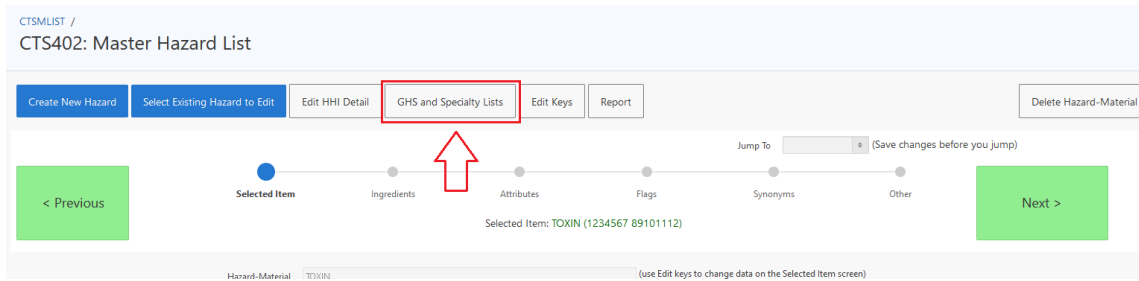 CTSMLIST /
CTS402: Master Hazard List
Create New Hazard Select Existing Hazard to Edit Edit HHI Detail GHS and Specialty Lists Edit Keys Report Delete Hazard-Material
Jump To (Save changes before you jump)
< Previous
Selected Item Ingredients Attributes Flags Synonyms Other
Next >
Selected Item: TOXIN (1234567 89101112)
Hazard-Material TOXIN (use Edit keys to change data on the Selected Item screen)